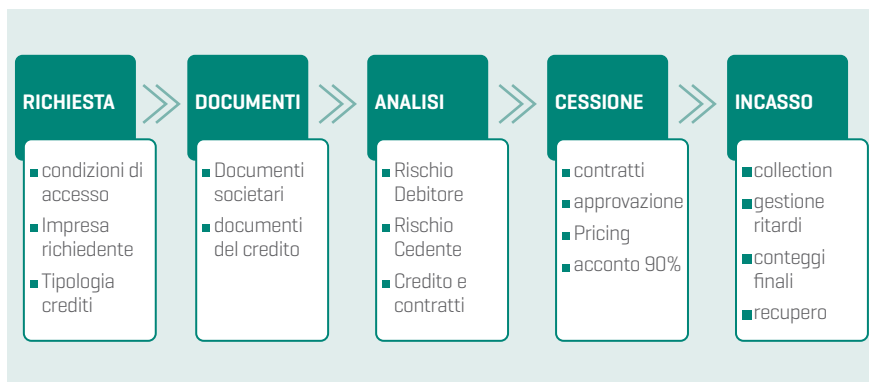 RICHIESTA
condizioni di
accesso
Impresa
richiedente
Tipologia
crediti
DOCUMENTI
Documenti
societari
documenti
del credito
ANALISI
Rischio
Debitore
Rischio
Cedente
Credito e
contratti
CESSIONE
contratti
approvazione
Pricing
acconto 90%
INCASSO
collection
gestione
ritardi
conteggi
finali
recupero